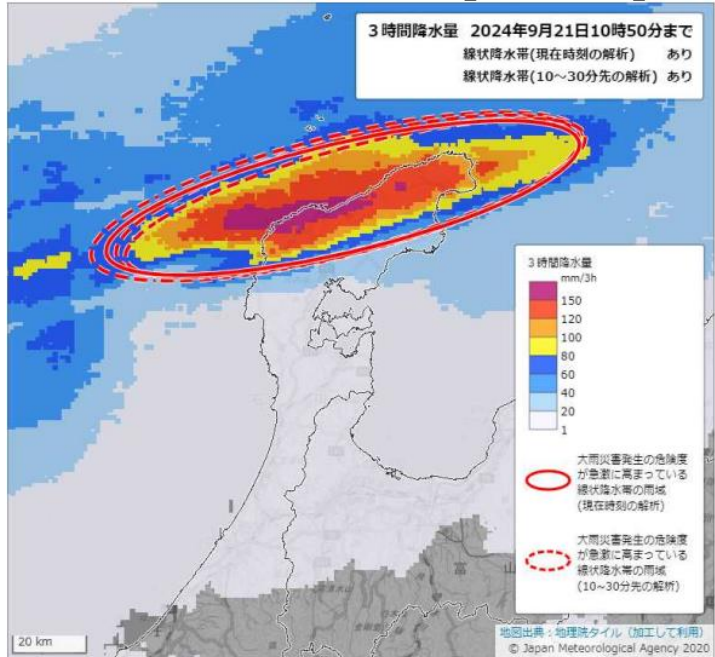 3時間降水量 2024年9月21日10時50分まで
線状降水帯(現在時刻の解析) あり
線状降水帯(10~30分先の解析) あり
3時間降水量
mm/3h
150
120
100
80
60
40
20
1
大雨災害発生の危険度
が急激に高まっている
線状降水帯の雨域
(現在時刻の解析)
大雨災害発生の危険度
が急激に高まっている
線状降水帯の雨域
(10~30分先の解析)
20 km
地図出典:地理院タイル(加工して利用)
© Japan Meteorological Agency 2020